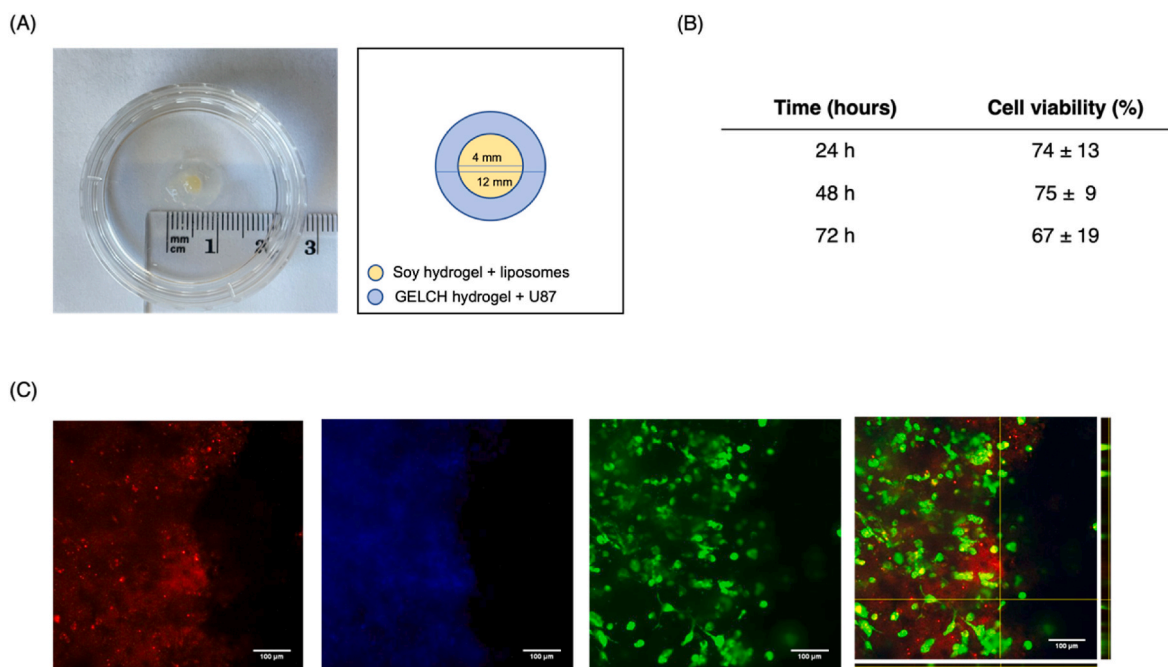 (A)
mm
cm 1 2 3
4 mm
12 mm
Soy hydrogel + liposomes
GELCH hydrogel + U87
(B)
Time (hours) Cell viability (%)
24 h 74 ± 13
48 h 75 ± 9
72 h 67 ± 19
(C)
100 µm 100 µm 100 µm 100 µm